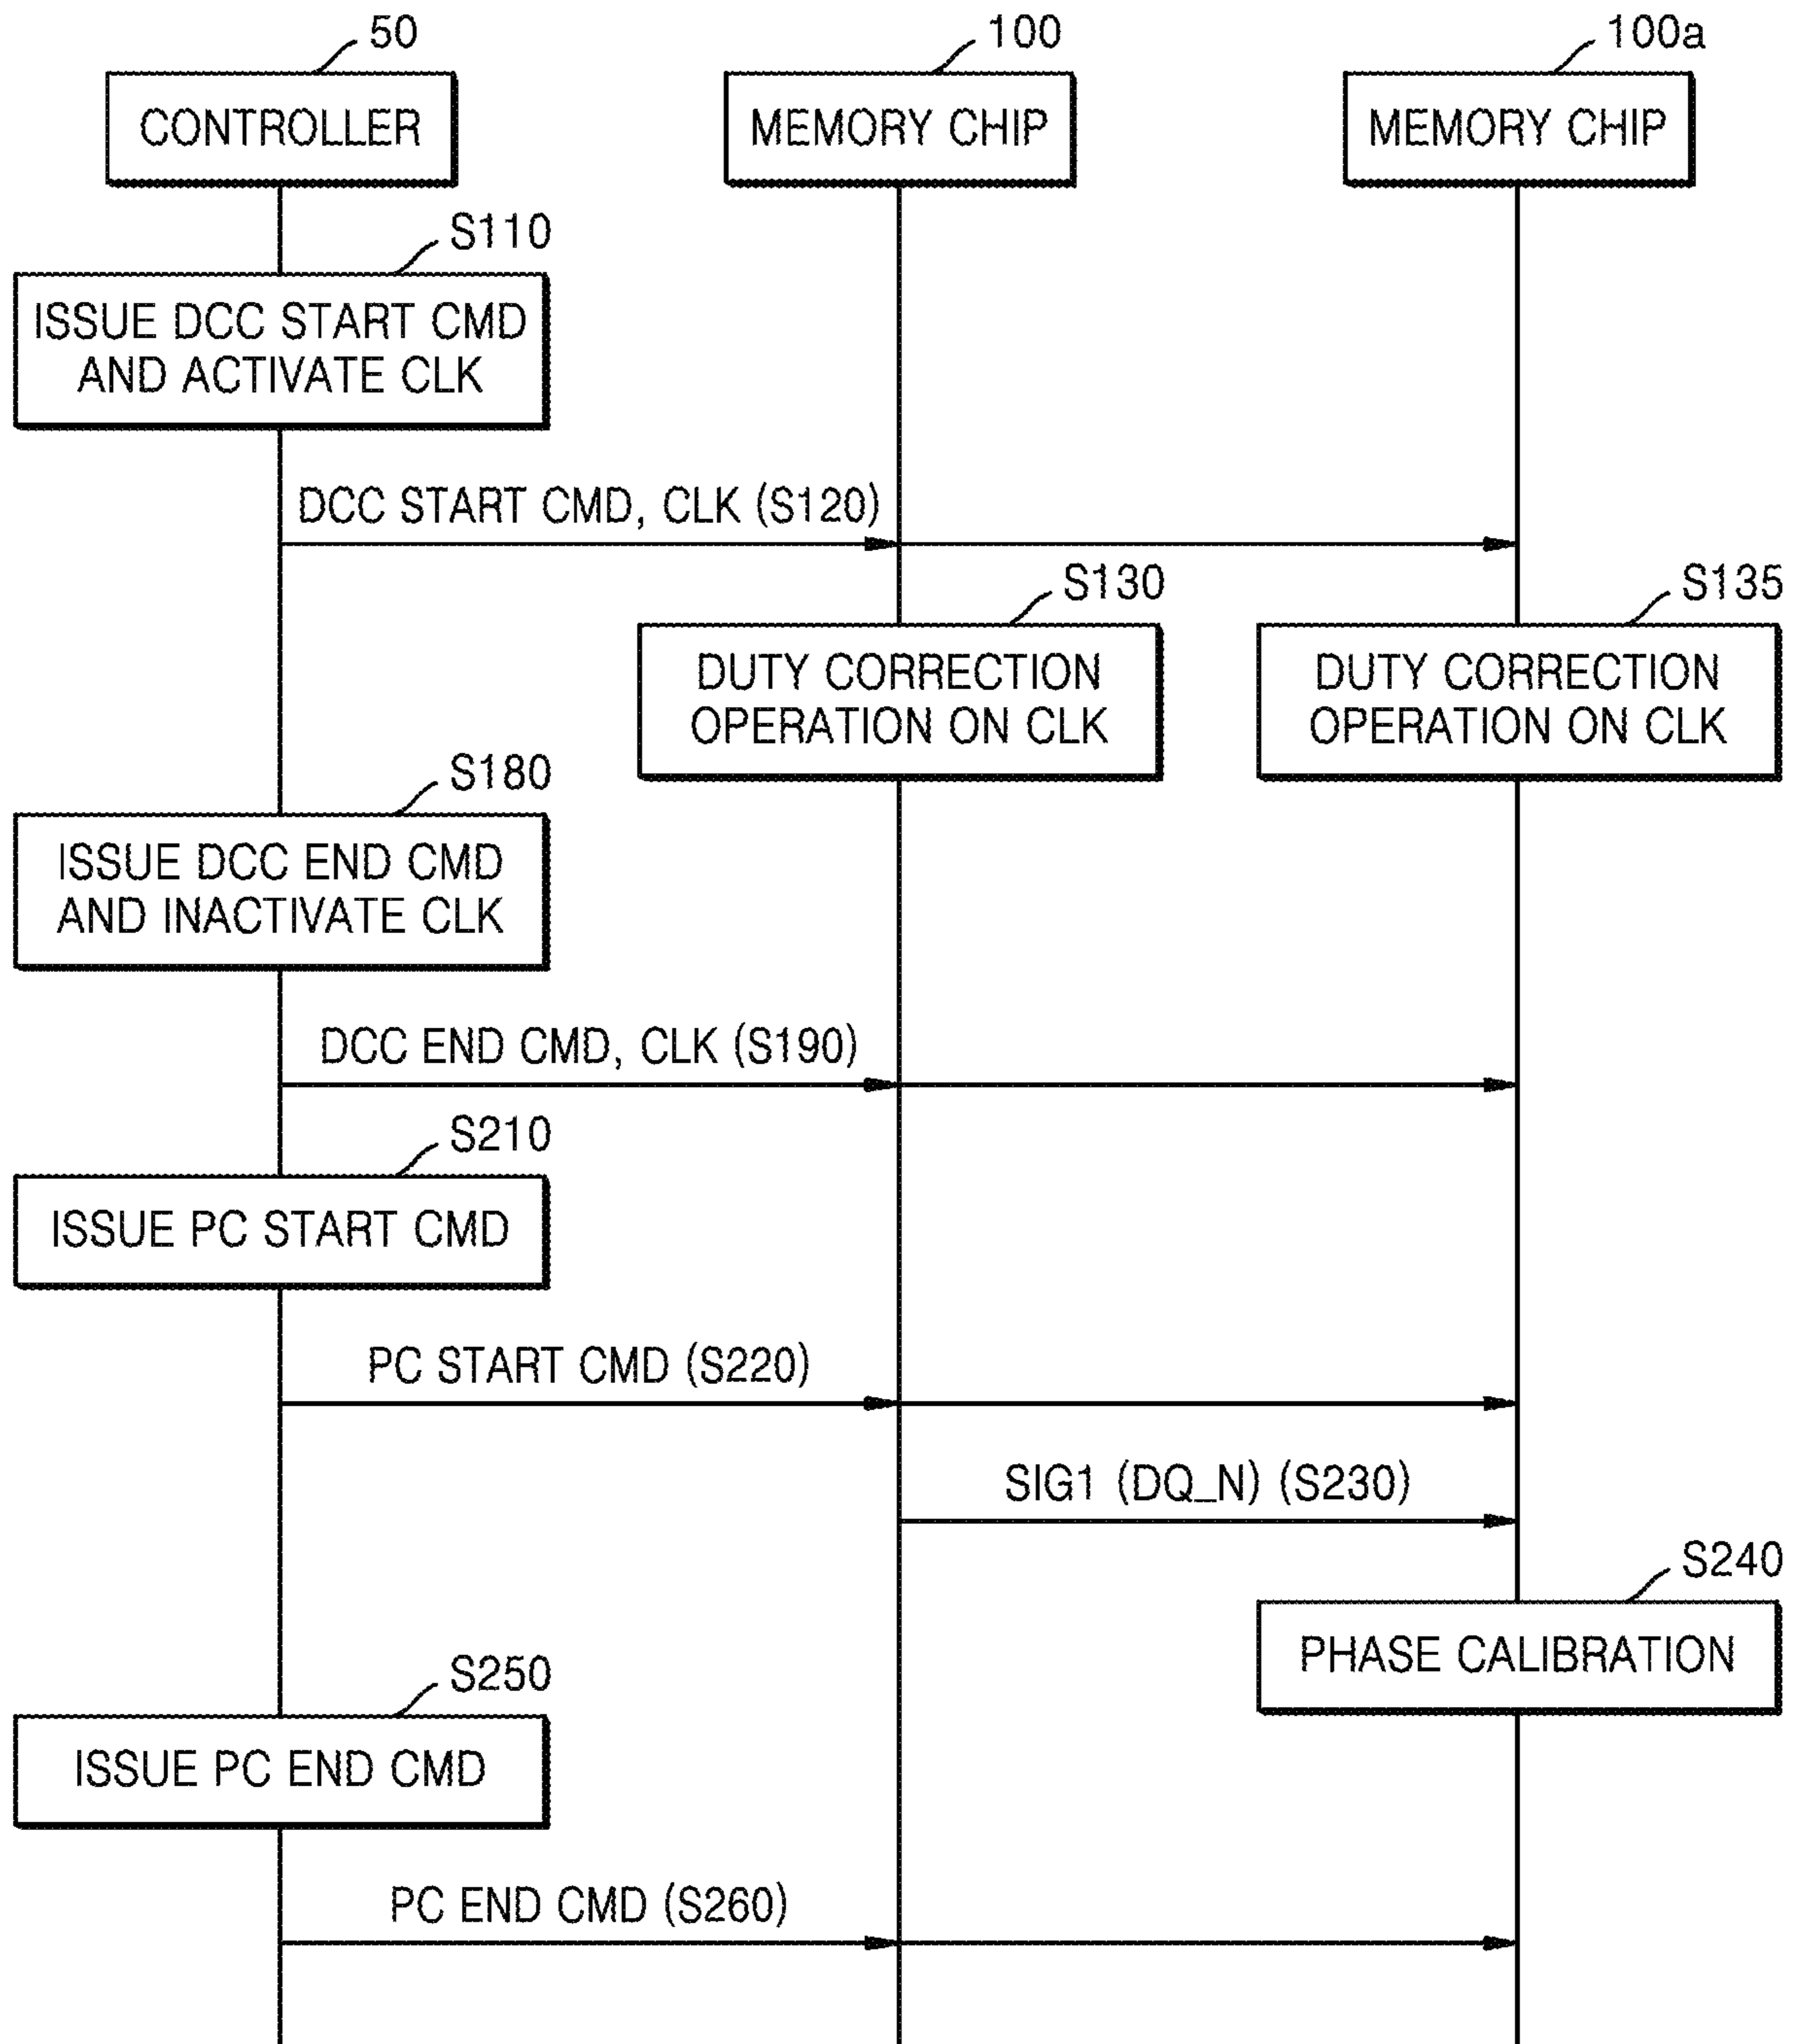 50
100
100a
CONTROLLER
MEMORY CHIP
MEMORY CHIP
S110
ISSUE DCC START CMD
AND ACTIVATE CLK
DCC START CMD, CLK (S120)
S130
S135
DUTY CORRECTION
OPERATION ON CLK
DUTY CORRECTION
OPERATION ON CLK
S180
ISSUE DCC END CMD
AND INACTIVATE CLK
DCC END CMD, CLK (S190)
S210
ISSUE PC START CMD
PC START CMD (S220)
SIG1 (DQ_N) (S230)
S240
PHASE CALIBRATION
S250
ISSUE PC END CMD
PC END CMD (S260)